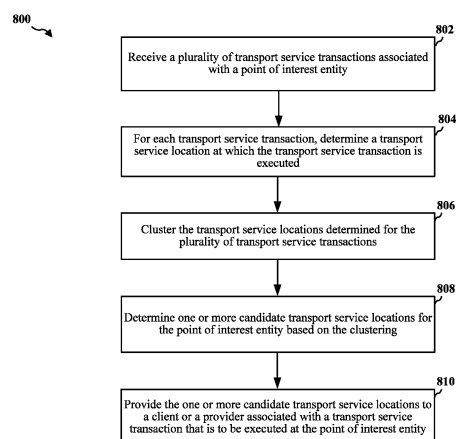 800
802
Receive a plurality of transport service transactions associated
with a point of interest entity
804
For each transport service transaction, determine a transport
service location at which the transport service transaction is
executed
806
Cluster the transport service locations determined for the
plurality of transport service transactions
808
Determine one or more candidate transport service locations for
the point of interest entity based on the clustering
810
Provide the one or more candidate transport service locations to
a client or a provider associated with a transport service
transaction that is to be executed at the point of interest entity